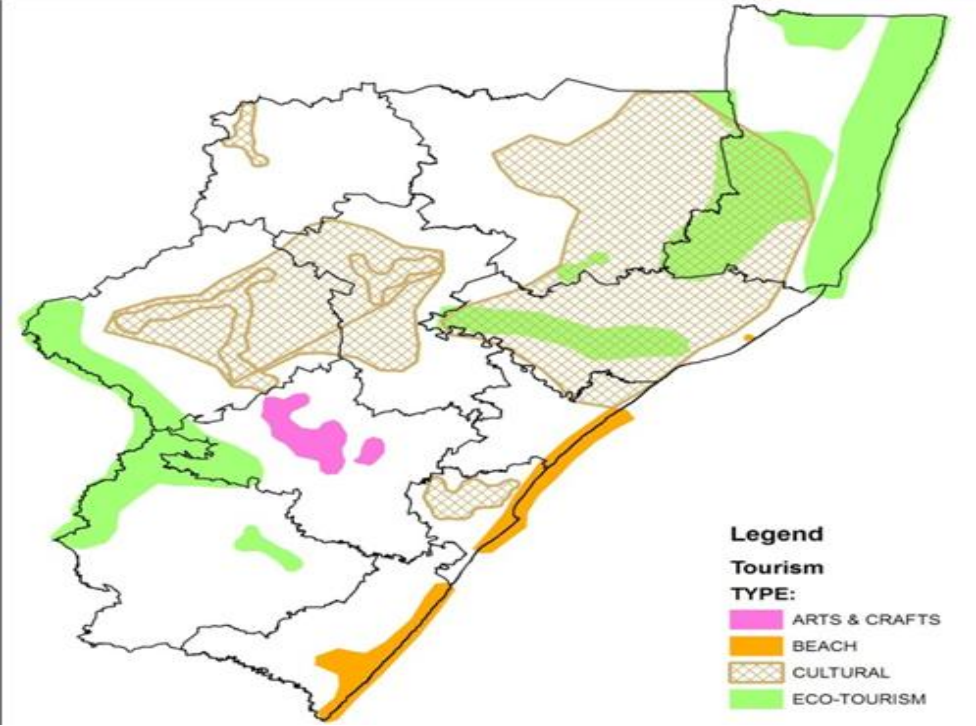 Legend
Tourism
TYPE:
ARTS & CRAFTS
BEACH
CULTURAL
ECO-TOURISM